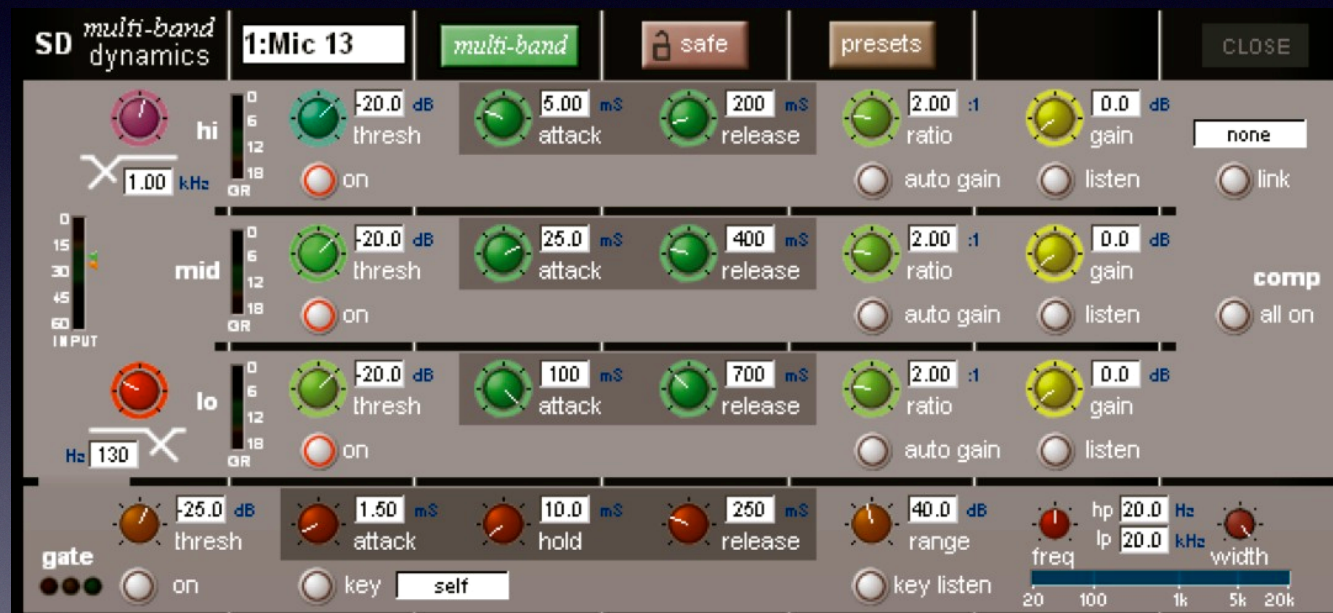 SD multi-band dynamics 1:Mic 13 multi-band safe presets CLOSE
hi 0 6 12 18 GR -20.0 dB thresh 5.00 mS attack 200 mS release 2.00 :1 ratio 0.0 dB gain none
1.00 kHz on auto gain listen link
0 15 30 45 60 INPUT
mid 0 6 12 18 GR -20.0 dB thresh 25.0 mS attack 400 mS release 2.00 :1 ratio 0.0 dB gain comp
on auto gain listen all on
lo 0 6 12 18 GR -20.0 dB thresh 100 mS attack 700 mS release 2.00 :1 ratio 0.0 dB gain
Hz 130 on auto gain listen
gate -25.0 dB thresh 1.50 mS attack 10.0 mS hold 250 mS release 40.0 dB range freq hp 20.0 Hz lp 20.0 kHz width
on key self key listen 20 100 1k 5k 20k